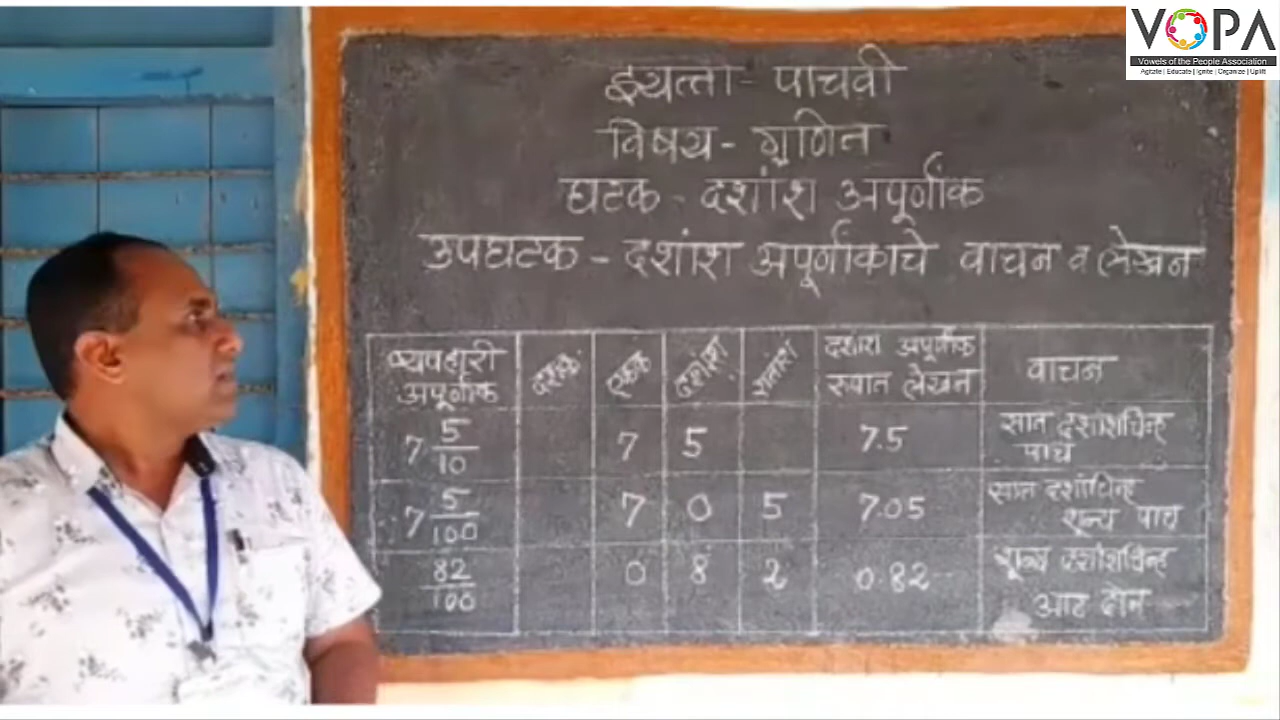 VOPA
Vowels of the People Association
Agitate | Educate | Ignite | Organize | Uplift
इयत्ता - पाचवी
विषय - गणित
घटक - दशांश अपूर्णांक
उपघटक - दशांश अपूर्णांकाचे वाचन व लेखन
व्यवहारी अपूर्णांक दशक एकक दशांश शतांश दशांश अपूर्णांक रुपात लेखन वाचन
7 5/10 7 5 7.5 सात दशांशचिन्ह पाच
7 5/100 7 0 5 7.05 सात दशांचिन्ह शून्य पाच
82/100 0 8 2 0.82 शून्य दशांशचिन्ह आठ दोन